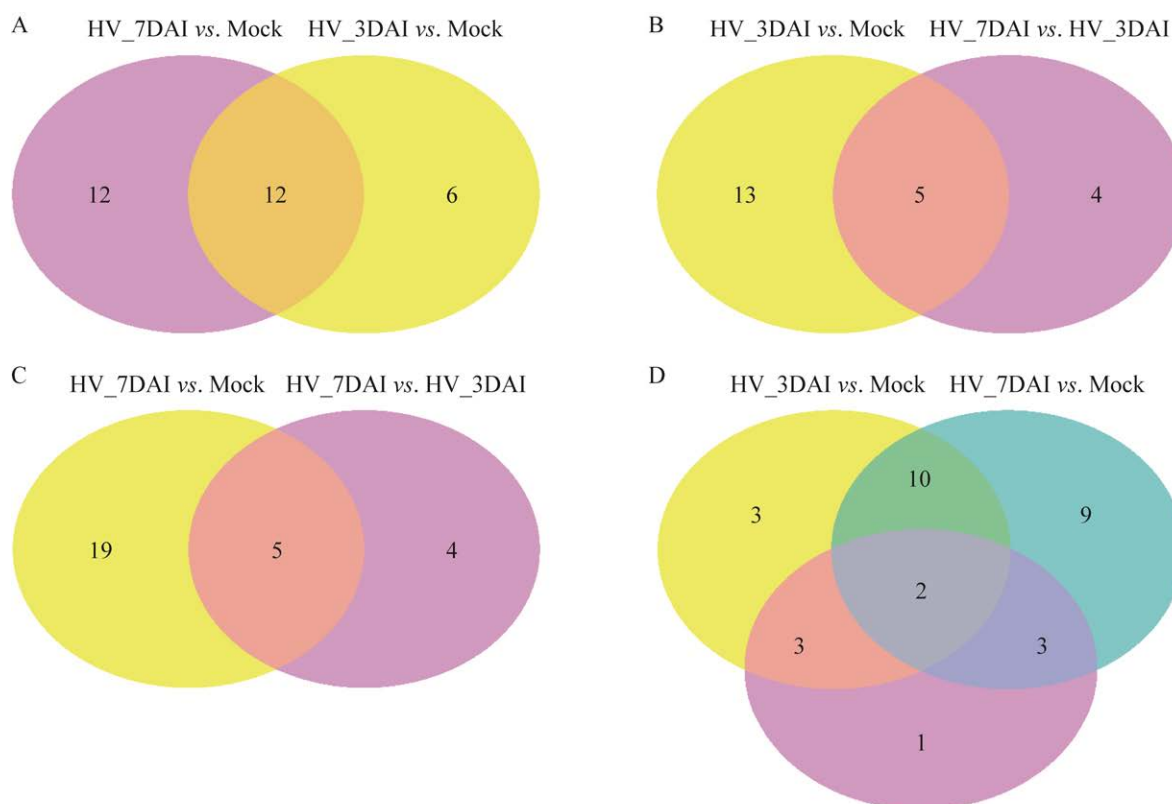 A
HV_7DAI vs. Mock
HV_3DAI vs. Mock
12
12
6
B
HV_3DAI vs. Mock
HV_7DAI vs. HV_3DAI
13
5
4
C
HV_7DAI vs. Mock
HV_7DAI vs. HV_3DAI
19
5
4
D
HV_3DAI vs. Mock
HV_7DAI vs. Mock
10
3
9
2
3
3
1